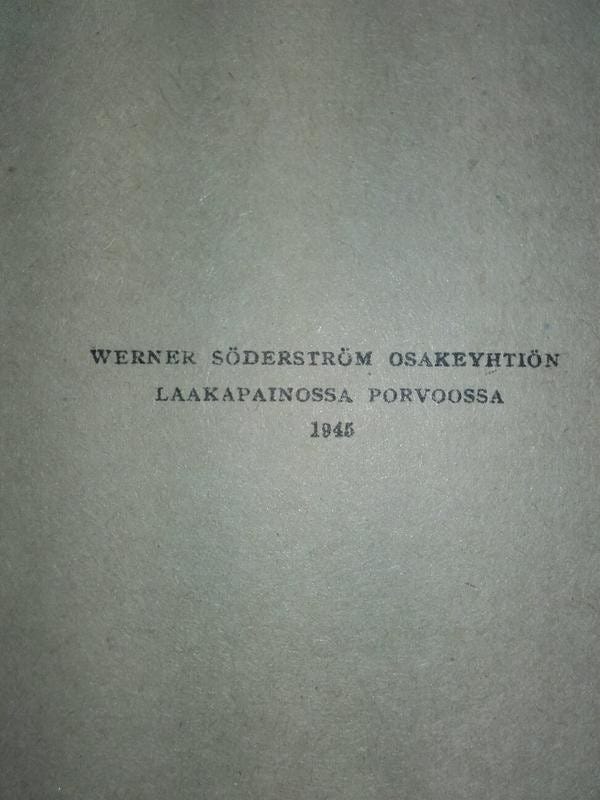 WERNER SÖDERSTRÖM OSAKEYHTIÖN
LAAKAPAINOSSA PORVOOSSA
1945